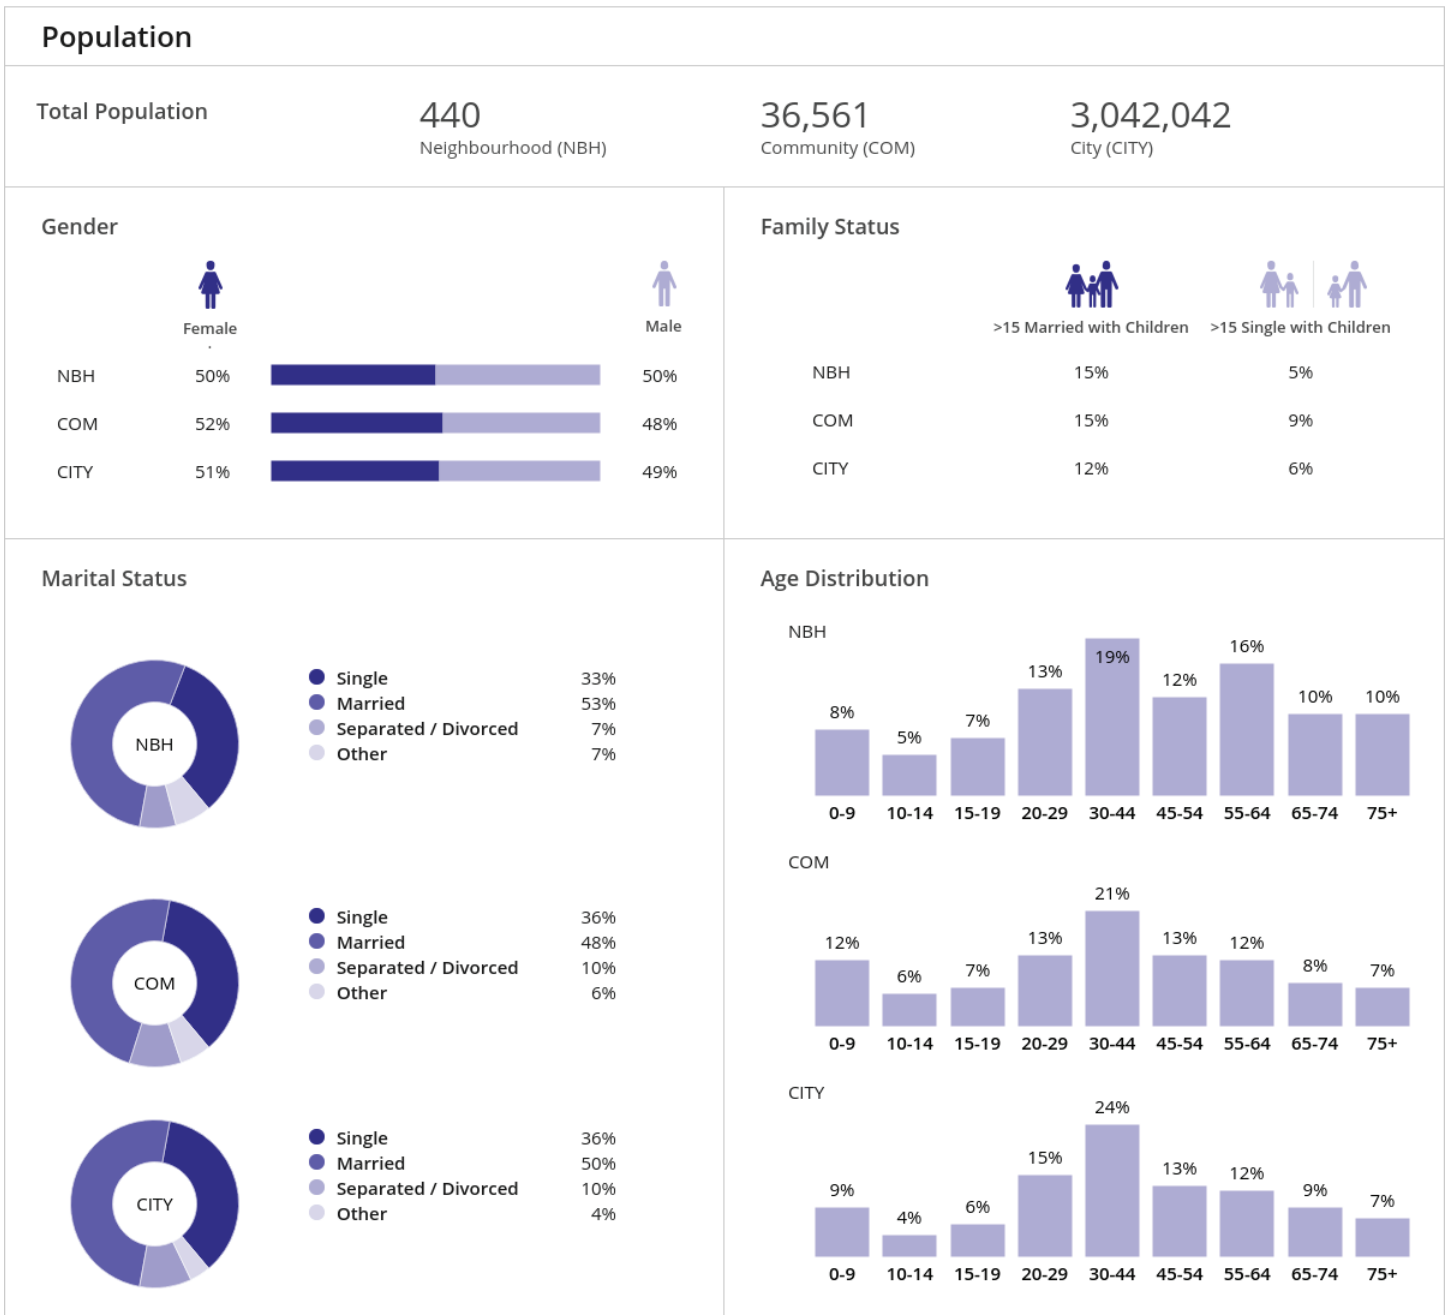 Population
Total Population
440
36,561
3,042,042
Neighbourhood (NBH)
Community (COM)
City (CITY)
Gender
Female
Male
NBH 50% 50%
COM 52% 48%
CITY 51% 49%
Family Status
>15 Married with Children >15 Single with Children
NBH 15% 5%
COM 15% 9%
CITY 12% 6%
Marital Status
NBH
Single 33%
Married 53%
Separated / Divorced 7%
Other 7%
COM
Single 36%
Married 48%
Separated / Divorced 10%
Other 6%
CITY
Single 36%
Married 50%
Separated / Divorced 10%
Other 4%
Age Distribution
NBH
8% 5% 7% 13% 19% 12% 16% 10% 10%
0-9 10-14 15-19 20-29 30-44 45-54 55-64 65-74 75+
COM
12% 6% 7% 13% 21% 13% 12% 8% 7%
0-9 10-14 15-19 20-29 30-44 45-54 55-64 65-74 75+
CITY
9% 4% 6% 15% 24% 13% 12% 9% 7%
0-9 10-14 15-19 20-29 30-44 45-54 55-64 65-74 75+